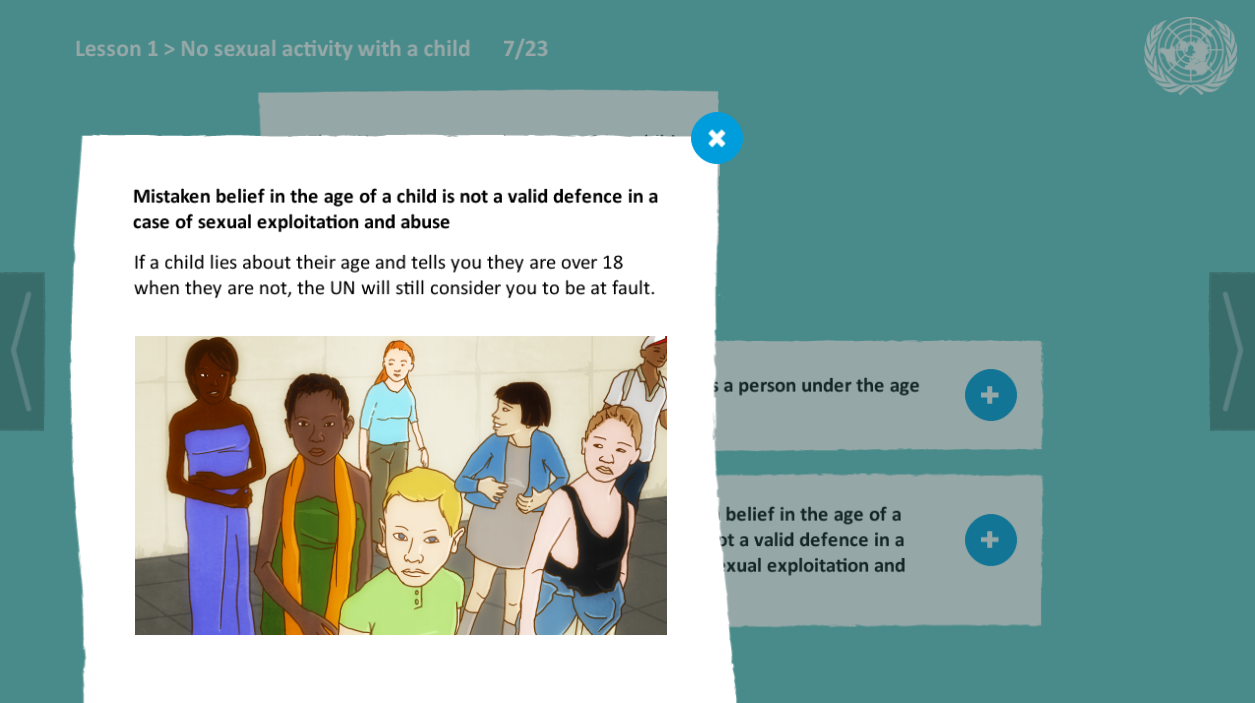 Lesson 1 > No sexual activity with a child 7/23
Mistaken belief in the age of a child is not a valid defence in a
case of sexual exploitation and abuse
If a child lies about their age and tells you they are over 18
when they are not, the UN will still consider you to be at fault.
a person under the age
belief in the age of a
a valid defence in a
exploitation and